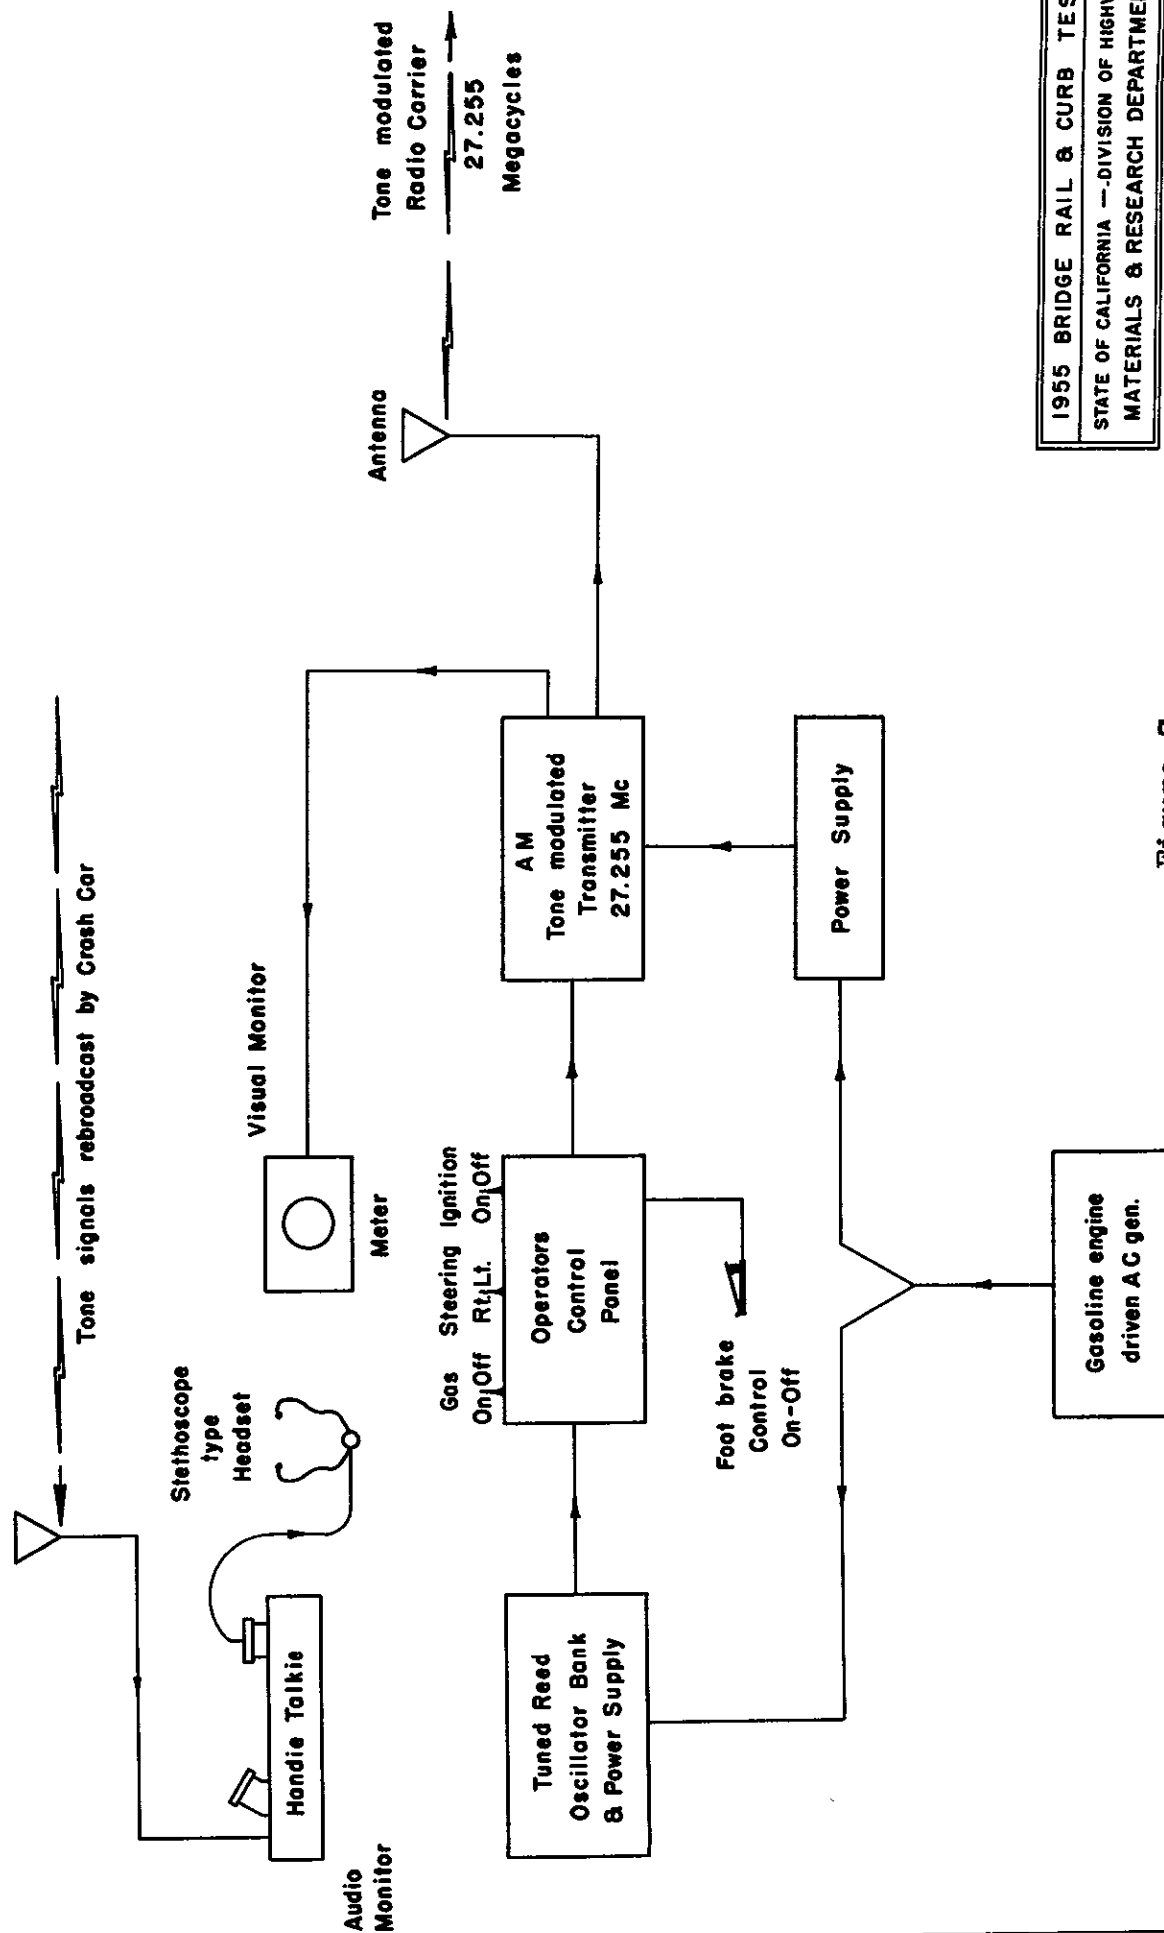 Tone signals rebroadcast by Crash Car
Tone modulated
Radio Carrier
27.255
Megacycles
Antenna
Stethoscope
type
Headset
Visual Monitor
Meter
Handie Talkie
Audio
Monitor
Gas Steering Ignition
On,Off Rt,Lt. On,Off
Tuned Reed
Oscillator Bank
& Power Supply
Operators
Control
Panel
AM
Tone modulated
Transmitter
27.255 Mc
Foot brake
Control
On-Off
Power Supply
Gasoline engine
driven AC gen.
1955 BRIDGE RAIL & CURB
STATE OF CALIFORNIA —.DIVISION OF
MATERIALS & RESEARCH